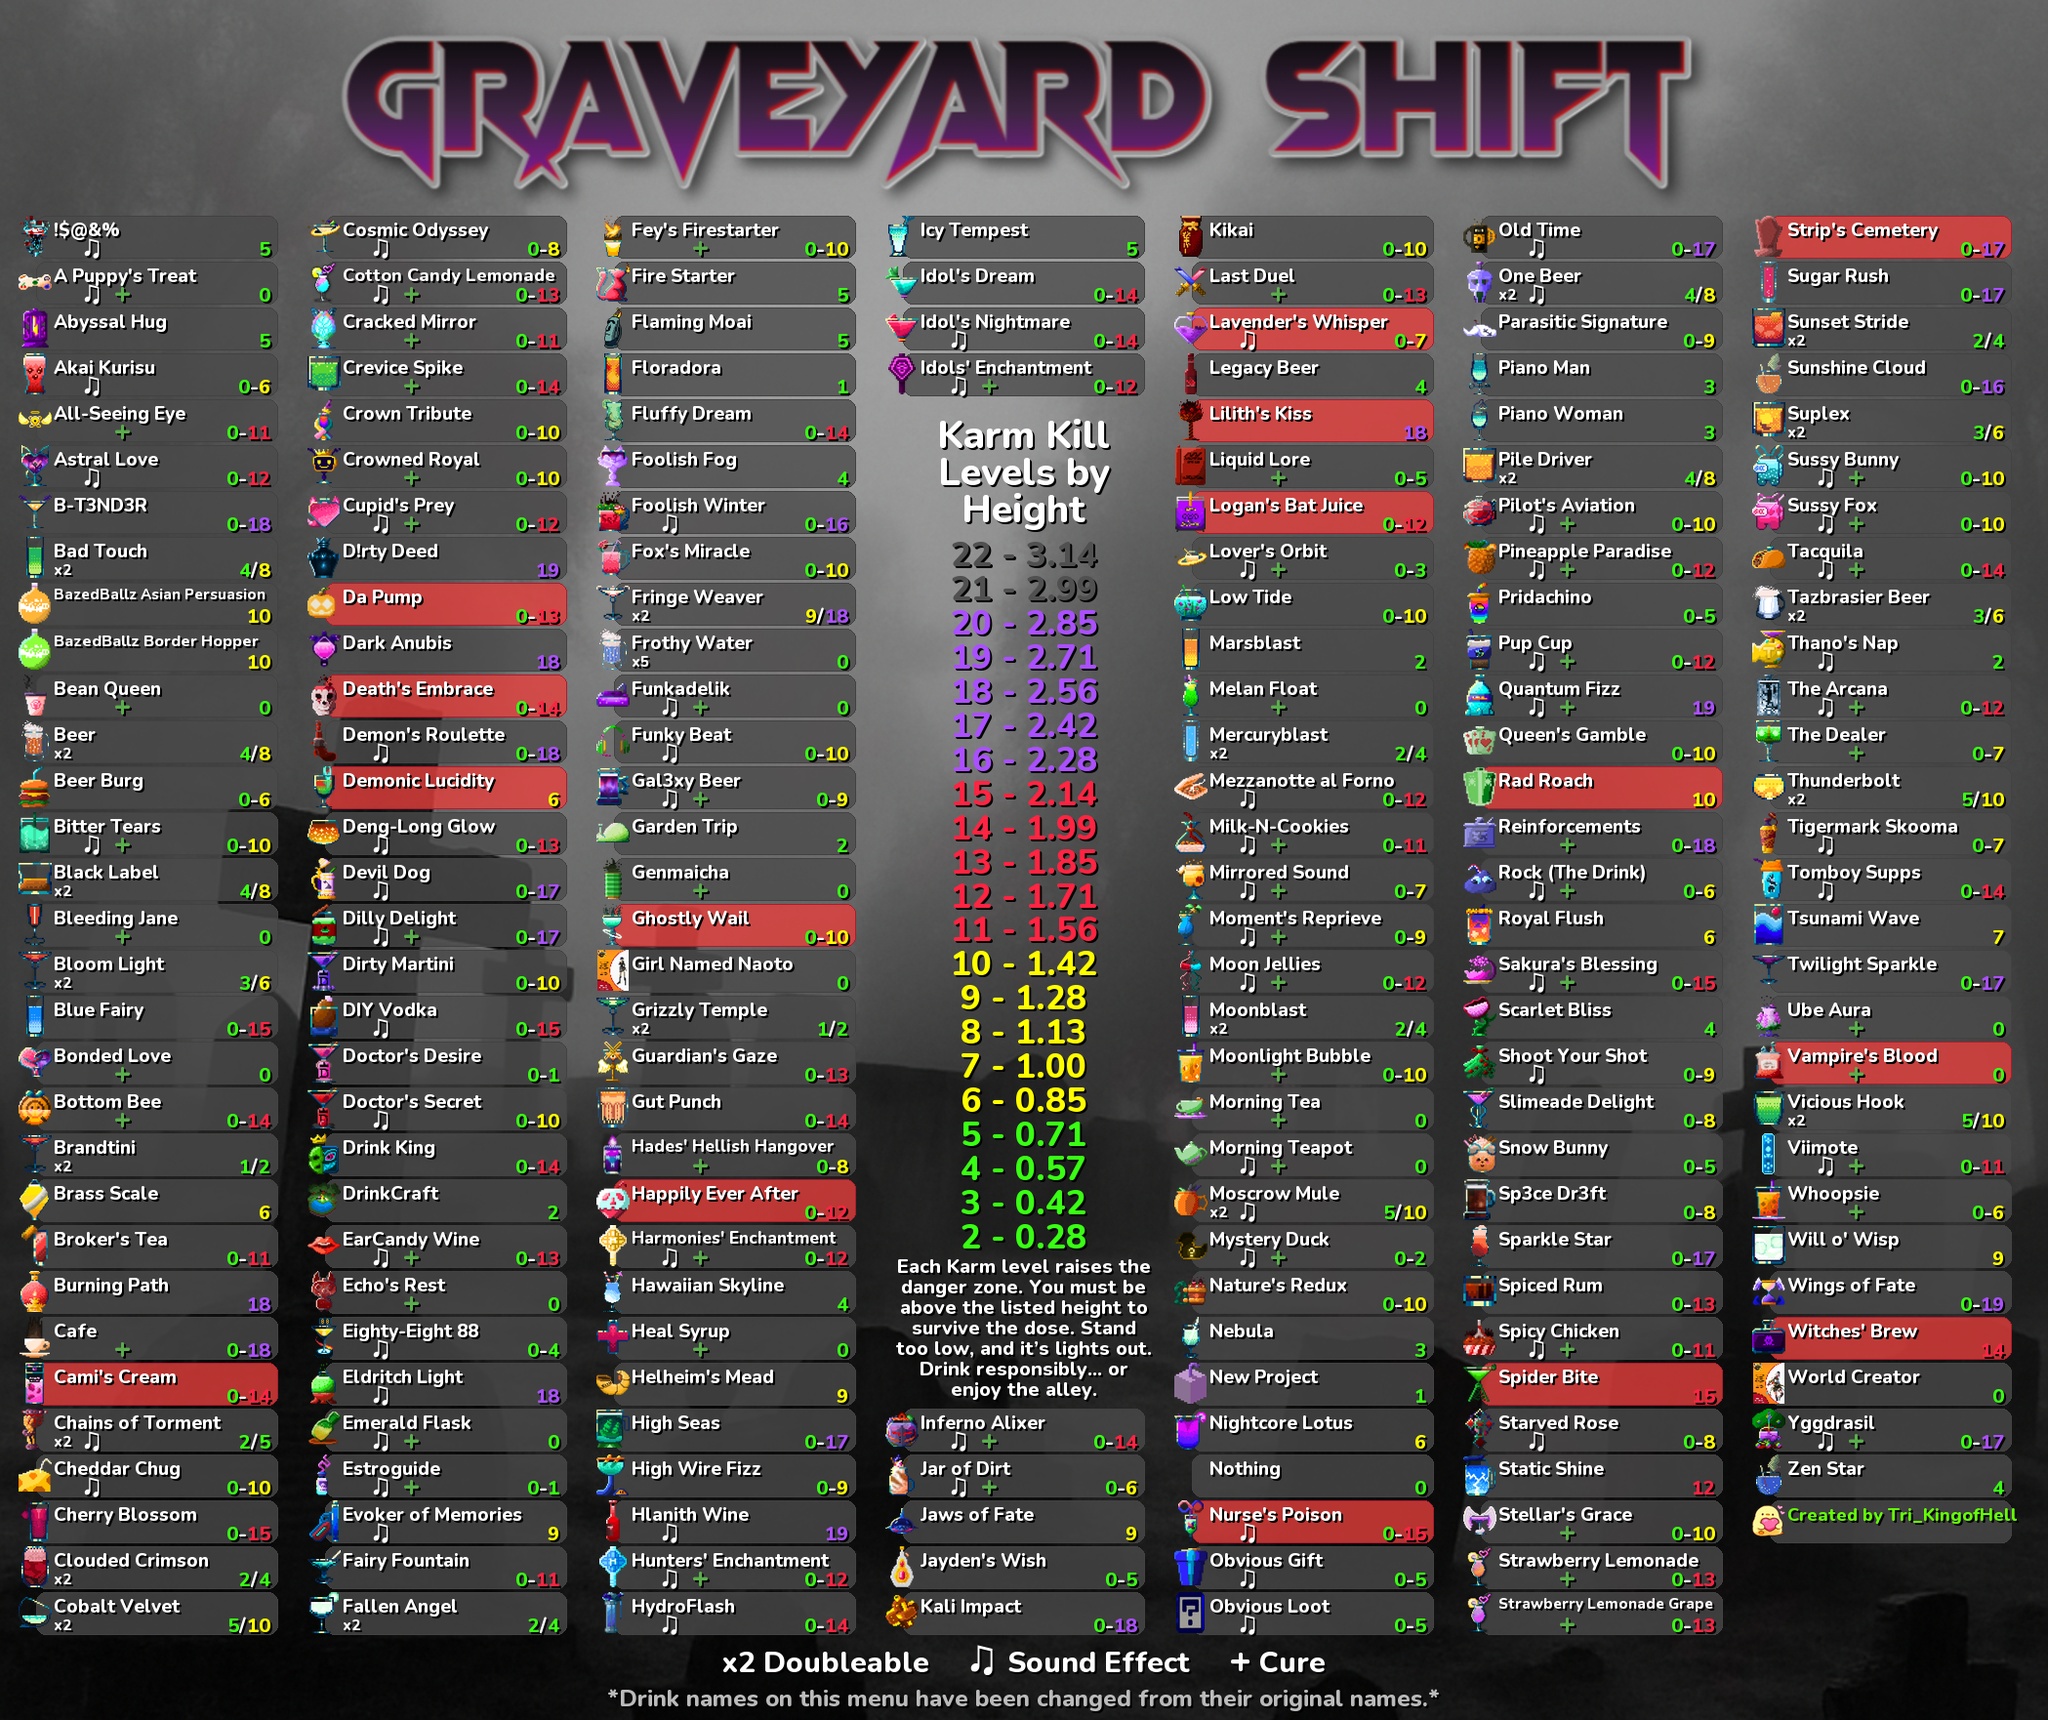 GRAVEYARD SHIFT
!$@&%
♫ 5
A Puppy's Treat
♫ + 0
Abyssal Hug
5
Akai Kurisu
♫ 0-6
All-Seeing Eye
+ 0-11
Astral Love
♫ 0-12
B-T3ND3R
0-18
Bad Touch
x2 4/8
BazedBallz Asian Persuasion
10
BazedBallz Border Hopper
10
Bean Queen
+ 0
Beer
x2 4/8
Beer Burg
0-6
Bitter Tears
♫ + 0-10
Black Label
x2 4/8
Bleeding Jane
+ 0
Bloom Light
x2 3/6
Blue Fairy
0-15
Bonded Love
+ 0
Bottom Bee
+ 0-14
Brandtini
x2 1/2
Brass Scale
6
Broker's Tea
0-11
Burning Path
18
Cafe
+ 0-18
Cami's Cream
0-14
Chains of Torment
x2 ♫ 2/5
Cheddar Chug
♫ 0-10
Cherry Blossom
0-15
Clouded Crimson
x2 2/4
Cobalt Velvet
x2 5/10
Cosmic Odyssey
♫ 0-8
Cotton Candy Lemonade
♫ + 0-13
Cracked Mirror
+ 0-11
Crevice Spike
+ 0-14
Crown Tribute
0-10
Crowned Royal
+ 0-10
Cupid's Prey
♫ + 0-12
D!rty Deed
19
Da Pump
0-13
Dark Anubis
18
Death's Embrace
0-14
Demon's Roulette
♫ 0-18
Demonic Lucidity
6
Deng-Long Glow
♫ 0-13
Devil Dog
♫ 0-17
Dilly Delight
♫ + 0-17
Dirty Martini
0-10
DIY Vodka
♫ 0-15
Doctor's Desire
0-1
Doctor's Secret
0-10
Drink King
0-14
DrinkCraft
2
EarCandy Wine
♫ + 0-13
Echo's Rest
+ 0
Eighty-Eight 88
♫ 0-4
Eldritch Light
♫ 18
Emerald Flask
♫ + 0
Estroguide
♫ + 0-1
Evoker of Memories
♫ 9
Fairy Fountain
0-11
Fallen Angel
x2 2/4
Fey's Firestarter
+ 0-10
Fire Starter
5
Flaming Moai
5
Floradora
1
Fluffy Dream
0-14
Foolish Fog
4
Foolish Winter
♫ 0-16
Fox's Miracle
0-10
Fringe Weaver
x2 9/18
Frothy Water
x5 0
Funkadelik
♫ + 0
Funky Beat
♫ 0-10
Gal3xy Beer
♫ + 0-9
Garden Trip
2
Genmaicha
+ 0
Ghostly Wail
0-10
Girl Named Naoto
0
Grizzly Temple
x2 1/2
Guardian's Gaze
0-13
Gut Punch
0-14
Hades' Hellish Hangover
+ 0-8
Happily Ever After
0-12
Harmonies' Enchantment
♫ + 0-12
Hawaiian Skyline
4
Heal Syrup
+ 0
Helheim's Mead
9
High Seas
0-17
High Wire Fizz
0-9
Hlanith Wine
♫ 19
Hunters' Enchantment
♫ + 0-12
HydroFlash
♫ 0-14
Icy Tempest
5
Idol's Dream
0-14
Idol's Nightmare
♫ 0-14
Idols' Enchantment
♫ + 0-12
Karm Kill
Levels by
Height
22 - 3.14
21 - 2.99
20 - 2.85
19 - 2.71
18 - 2.56
17 - 2.42
16 - 2.28
15 - 2.14
14 - 1.99
13 - 1.85
12 - 1.71
11 - 1.56
10 - 1.42
9 - 1.28
8 - 1.13
7 - 1.00
6 - 0.85
5 - 0.71
4 - 0.57
3 - 0.42
2 - 0.28
Each Karm level raises the
danger zone. You must be
above the listed height to
survive the dose. Stand
too low, and it's lights out.
Drink responsibly... or
enjoy the alley.
Inferno Alixer
♫ + 0-14
Jar of Dirt
♫ + 0-6
Jaws of Fate
9
Jayden's Wish
0-5
Kali Impact
0-18
Kikai
0-10
Last Duel
+ 0-13
Lavender's Whisper
♫ 0-7
Legacy Beer
4
Lilith's Kiss
18
Liquid Lore
+ 0-5
Logan's Bat Juice
0-12
Lover's Orbit
♫ + 0-3
Low Tide
0-10
Marsblast
2
Melan Float
+ 0
Mercuryblast
x2 2/4
Mezzanotte al Forno
♫ 0-12
Milk-N-Cookies
♫ + 0-11
Mirrored Sound
♫ + 0-7
Moment's Reprieve
♫ + 0-9
Moon Jellies
♫ + 0-12
Moonblast
x2 2/4
Moonlight Bubble
+ 0-10
Morning Tea
+ 0
Morning Teapot
♫ + 0
Moscrow Mule
x2 ♫ 5/10
Mystery Duck
♫ + 0-2
Nature's Redux
0-10
Nebula
3
New Project
1
Nightcore Lotus
6
Nothing
0
Nurse's Poison
♫ 0-15
Obvious Gift
♫ 0-5
Obvious Loot
♫ 0-5
Old Time
♫ 0-17
One Beer
x2 ♫ 4/8
Parasitic Signature
0-9
Piano Man
3
Piano Woman
3
Pile Driver
x2 4/8
Pilot's Aviation
♫ + 0-10
Pineapple Paradise
♫ + 0-12
Pridachino
0-5
Pup Cup
♫ + 0-12
Quantum Fizz
♫ + 19
Queen's Gamble
0-10
Rad Roach
10
Reinforcements
+ 0-18
Rock (The Drink)
♫ + 0-6
Royal Flush
6
Sakura's Blessing
♫ + 0-15
Scarlet Bliss
4
Shoot Your Shot
♫ 0-9
Slimeade Delight
0-8
Snow Bunny
0-5
Sp3ce Dr3ft
0-8
Sparkle Star
0-17
Spiced Rum
0-13
Spicy Chicken
♫ + 0-11
Spider Bite
15
Starved Rose
♫ 0-8
Static Shine
12
Stellar's Grace
+ 0-10
Strawberry Lemonade
+ 0-13
Strawberry Lemonade Grape
+ 0-13
Strip's Cemetery
0-17
Sugar Rush
0-17
Sunset Stride
x2 2/4
Sunshine Cloud
0-16
Suplex
x2 3/6
Sussy Bunny
♫ + 0-10
Sussy Fox
♫ + 0-10
Tacquila
♫ + 0-14
Tazbrasier Beer
x2 3/6
Thano's Nap
♫ 2
The Arcana
♫ + 0-12
The Dealer
+ 0-7
Thunderbolt
x2 5/10
Tigermark Skooma
♫ 0-7
Tomboy Supps
♫ 0-14
Tsunami Wave
7
Twilight Sparkle
0-17
Ube Aura
+ 0
Vampire's Blood
+ 0
Vicious Hook
x2 5/10
Viimote
♫ + 0-11
Whoopsie
+ 0-6
Will o' Wisp
9
Wings of Fate
0-19
Witches' Brew
14
World Creator
0
Yggdrasil
♫ + 0-17
Zen Star
4
Created by Tri_KingofHell
x2 Doubleable ♫ Sound Effect + Cure
*Drink names on this menu have been changed from their original names.*